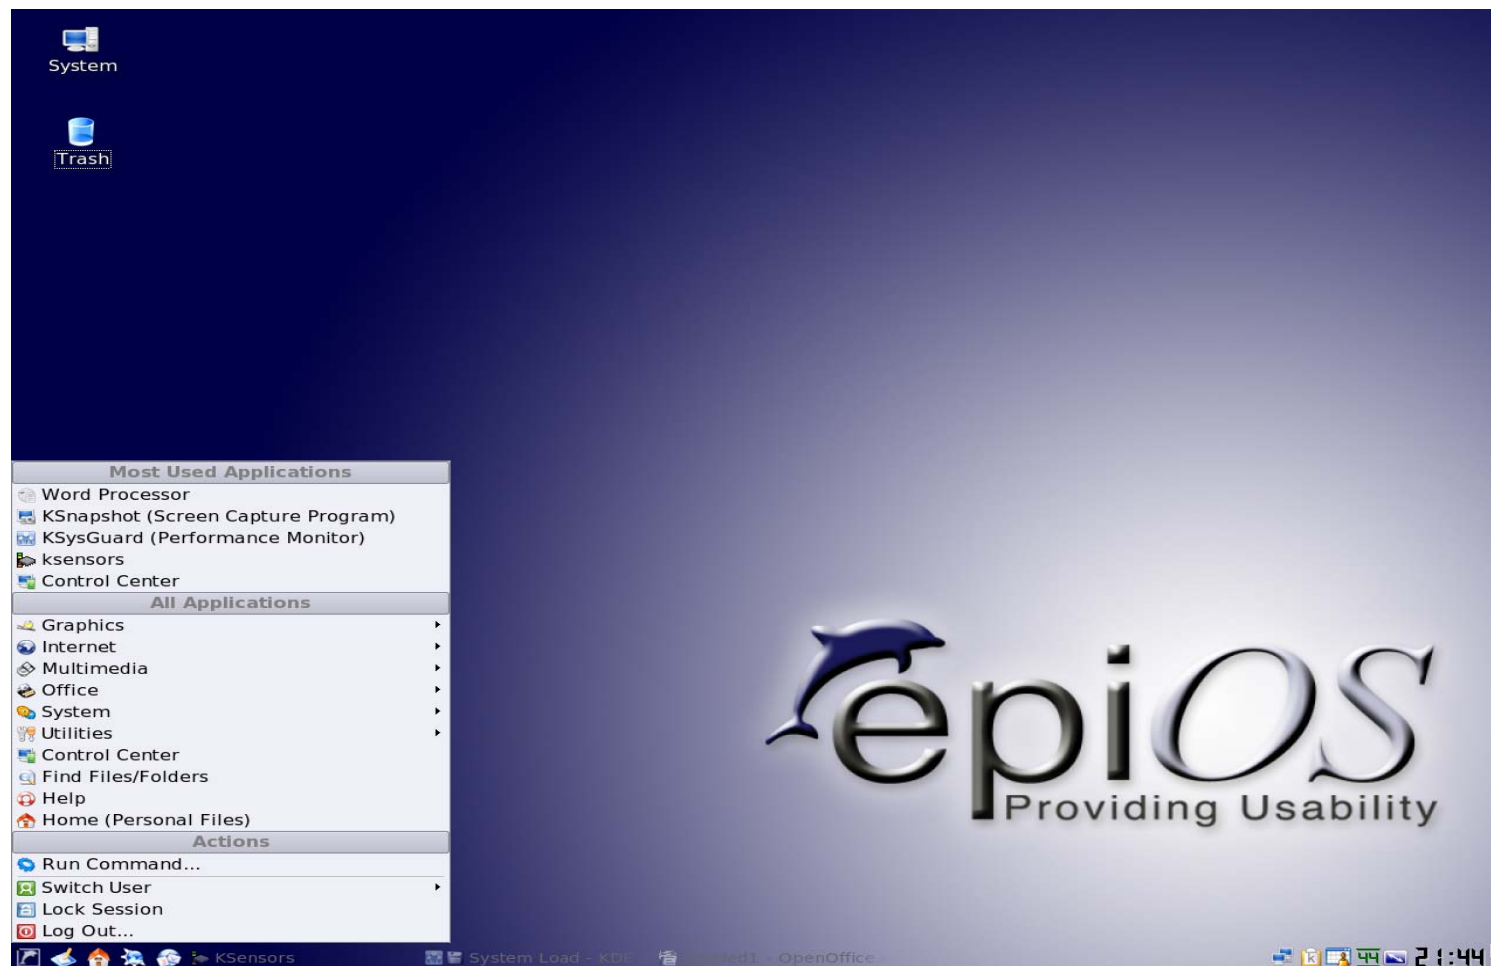 System
Trash
Most Used Applications
Word Processor
KSnapshot (Screen Capture Program)
KSysGuard (Performance Monitor)
ksensors
Control Center
All Applications
Graphics
Internet
Multimedia
Office
System
Utilities
Control Center
Find Files/Folders
Help
Home (Personal Files)
Actions
Run Command...
Switch User
Lock Session
Log Out...
epiOS
Providing Usability
KSensors
System Load - KDE
- OpenOffice
44
21:44